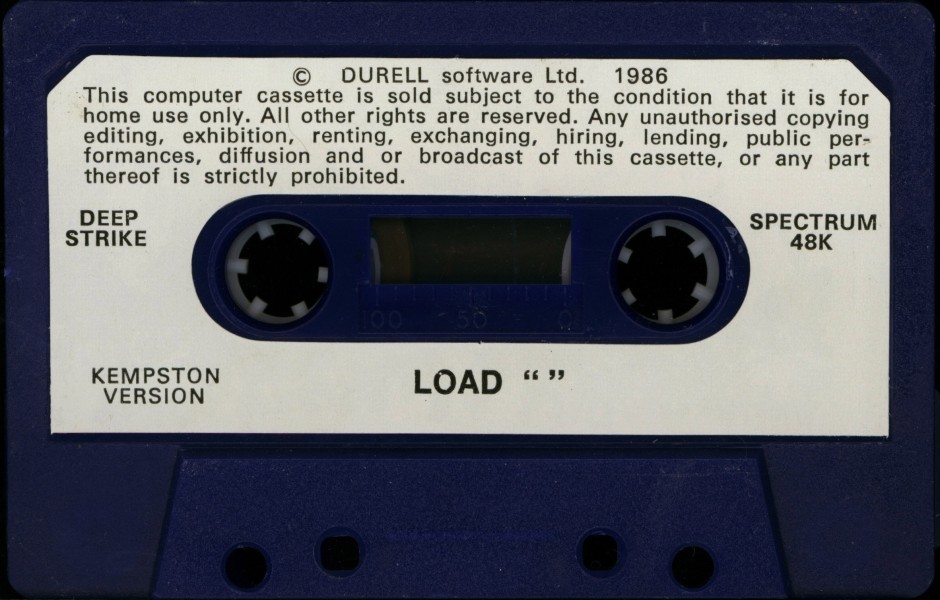 © DURELL software Ltd. 1986
This computer cassette is sold subject to the condition that it is for
home use only. All other rights are reserved. Any unauthorised copying
editing, exhibition, renting, exchanging, hiring, lending, public per-
formances, diffusion and or broadcast of this cassette, or any part
thereof is strictly prohibited.
DEEP
STRIKE
SPECTRUM
48K
100 50 0
KEMPSTON
VERSION
LOAD “ ”